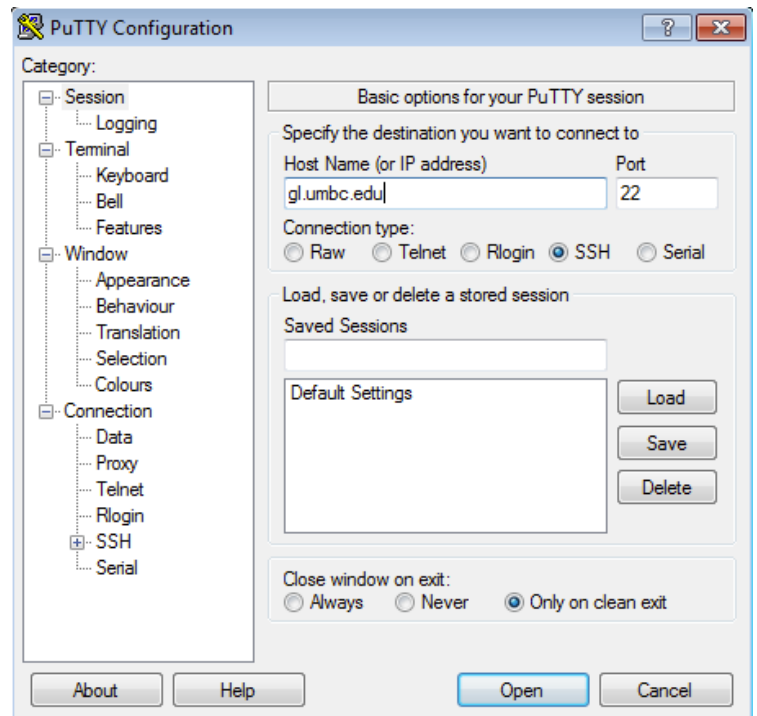 PuTTY Configuration
?
Category:
Session
Logging
Terminal
Keyboard
Bell
Features
Window
Appearance
Behaviour
Translation
Selection
Colours
Connection
Data
Proxy
Telnet
Rlogin
SSH
Serial
Basic options for your PuTTY session
Specify the destination you want to connect to
Host Name (or IP address) Port
gl.umbc.edu 22
Connection type:
Raw Telnet Rlogin SSH Serial
Load, save or delete a stored session
Saved Sessions
Default Settings
Load
Save
Delete
Close window on exit:
Always Never Only on clean exit
About Help Open Cancel